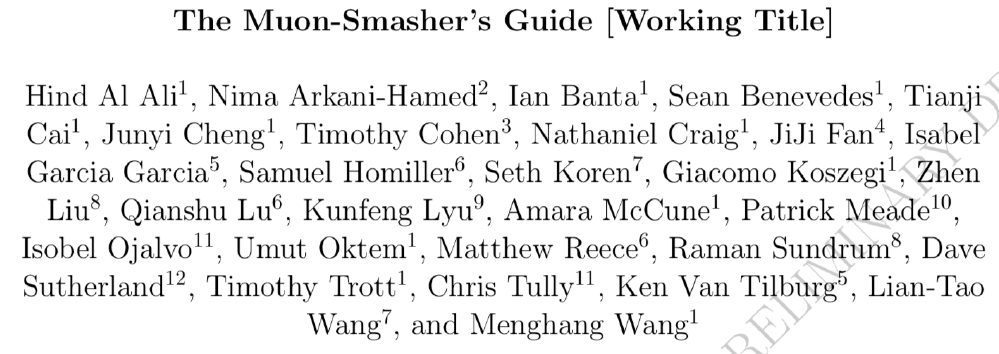 The Muon-Smasher's Guide [Working Title]
Hind Al Ali1, Nima Arkani-Hamed2, Ian Banta1, Sean Benevedes1, Tianji
Cai1, Junyi Cheng1, Timothy Cohen3, Nathaniel Craig1, JiJi Fan4, Isabel
Garcia Garcia5, Samuel Homiller6, Seth Koren7, Giacomo Koszegi1, Zhen
Liu8, Qianshu Lu6, Kunfeng Lyu9, Amara McCune1, Patrick Meade10,
Isobel Ojalvo11, Umut Oktem1, Matthew Reece6, Raman Sundrum8, Dave
Sutherland12, Timothy Trott1, Chris Tully11, Ken Van Tilburg5, Lian-Tao
Wang7, and Menghang Wang1